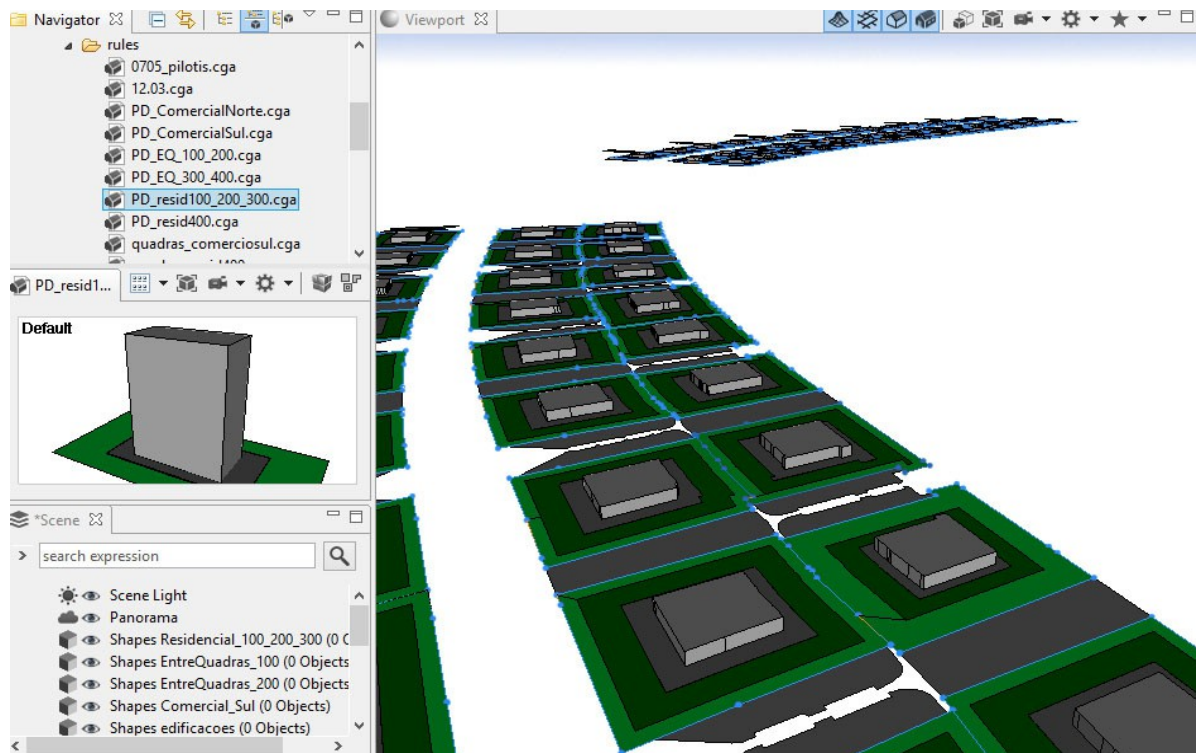 Navigator
rules
0705_pilotis.cga
12.03.cga
PD_ComercialNorte.cga
PD_ComercialSul.cga
PD_EQ_100_200.cga
PD_EQ_300_400.cga
PD_resid100_200_300.cga
PD_resid400.cga
quadras_comerciosul.cga
PD_resid1...
Default
*Scene
search expression
Scene Light
Panorama
Shapes Residencial_100_200_300 (0 O
Shapes EntreQuadras_100 (0 Objects
Shapes EntreQuadras_200 (0 Objects
Shapes Comercial_Sul (0 Objects)
Shapes edificacoes (0 Objects)
Viewport